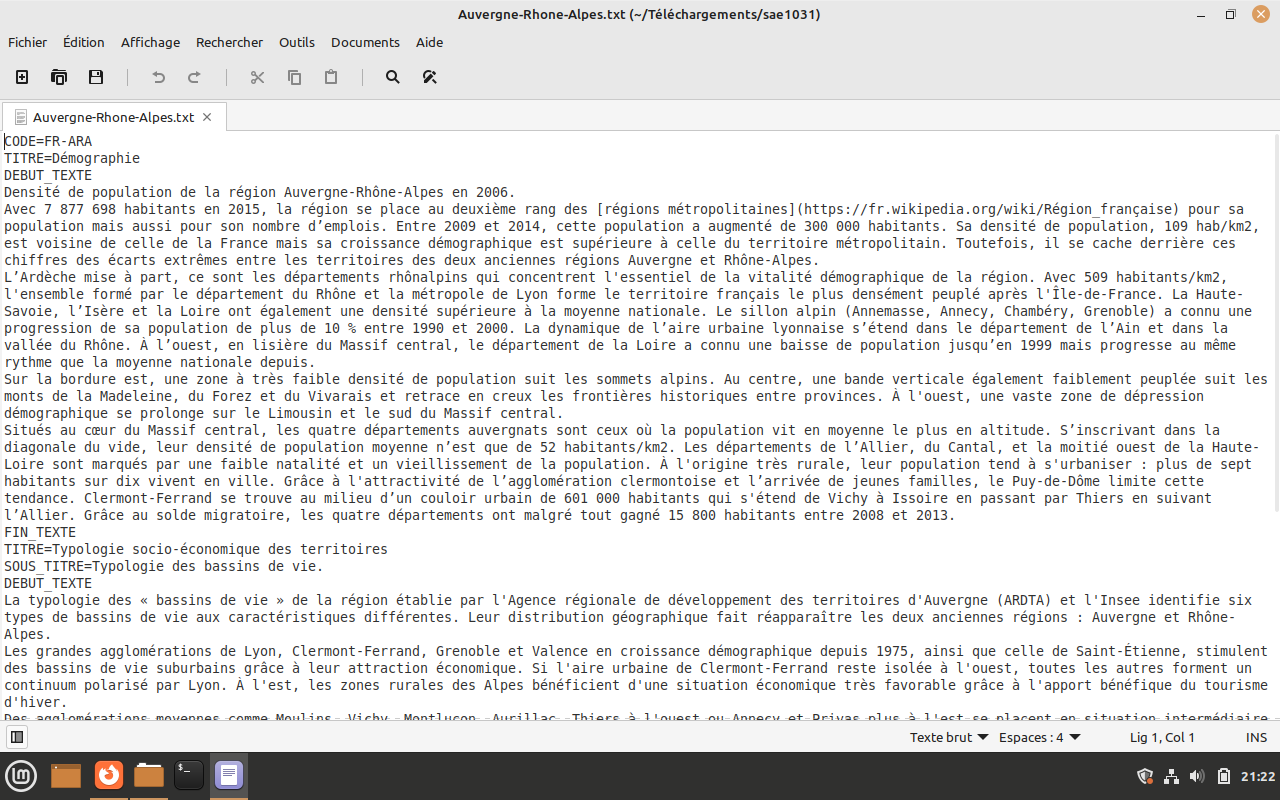 Auvergne-Rhone-Alpes.txt (~/Téléchargements/sae1031)
Fichier Édition Affichage Rechercher Outils Documents Aide
Auvergne-Rhone-Alpes.txt
CODE=FR-ARA
TITRE=Démographie
DEBUT_TEXTE
Densité de population de la région Auvergne-Rhône-Alpes en 2006.
Avec 7 877 698 habitants en 2015, la région se place au deuxième rang des [régions métropolitaines](https://fr.wikipedia.org/wiki/Région_française) pour sa
population mais aussi pour son nombre d’emplois. Entre 2009 et 2014, cette population a augmenté de 300 000 habitants. Sa densité de population, 109 hab/km2,
est voisine de celle de la France mais sa croissance démographique est supérieure à celle du territoire métropolitain. Toutefois, il se cache derrière ces
chiffres des écarts extrêmes entre les territoires des deux anciennes régions Auvergne et Rhône-Alpes.
L’Ardèche mise à part, ce sont les départements rhônalpins qui concentrent l'essentiel de la vitalité démographique de la région. Avec 509 habitants/km2,
l'ensemble formé par le département du Rhône et la métropole de Lyon forme le territoire français le plus densément peuplé après l'Île-de-France. La Haute-
Savoie, l’Isère et la Loire ont également une densité supérieure à la moyenne nationale. Le sillon alpin (Annemasse, Annecy, Chambéry, Grenoble) a connu une
progression de sa population de plus de 10 % entre 1990 et 2000. La dynamique de l’aire urbaine lyonnaise s’étend dans le département de l’Ain et dans la
vallée du Rhône. À l’ouest, en lisière du Massif central, le département de la Loire a connu une baisse de population jusqu’en 1999 mais progresse au même
rythme que la moyenne nationale depuis.
Sur la bordure est, une zone à très faible densité de population suit les sommets alpins. Au centre, une bande verticale également faiblement peuplée suit les
monts de la Madeleine, du Forez et du Vivarais et retrace en creux les frontières historiques entre provinces. À l'ouest, une vaste zone de dépression
démographique se prolonge sur le Limousin et le sud du Massif central.
Situés au cœur du Massif central, les quatre départements auvergnats sont ceux où la population vit en moyenne le plus en altitude. S’inscrivant dans la
diagonale du vide, leur densité de population moyenne n’est que de 52 habitants/km2. Les départements de l’Allier, du Cantal, et la moitié ouest de la Haute-
Loire sont marqués par une faible natalité et un vieillissement de la population. À l'origine très rurale, leur population tend à s'urbaniser : plus de sept
habitants sur dix vivent en ville. Grâce à l'attractivité de l’agglomération clermontoise et l’arrivée de jeunes familles, le Puy-de-Dôme limite cette
tendance. Clermont-Ferrand se trouve au milieu d’un couloir urbain de 601 000 habitants qui s'étend de Vichy à Issoire en passant par Thiers en suivant
l’Allier. Grâce au solde migratoire, les quatre départements ont malgré tout gagné 15 800 habitants entre 2008 et 2013.
FIN_TEXTE
TITRE=Typologie socio-économique des territoires
SOUS_TITRE=Typologie des bassins de vie.
DEBUT_TEXTE
La typologie des « bassins de vie » de la région établie par l'Agence régionale de développement des territoires d'Auvergne (ARDTA) et l'Insee identifie six
types de bassins de vie aux caractéristiques différentes. Leur distribution géographique fait réapparaître les deux anciennes régions : Auvergne et Rhône-
Alpes.
Les grandes agglomérations de Lyon, Clermont-Ferrand, Grenoble et Valence en croissance démographique depuis 1975, ainsi que celle de Saint-Étienne, stimulent
des bassins de vie suburbains grâce à leur attraction économique. Si l'aire urbaine de Clermont-Ferrand reste isolée à l'ouest, toutes les autres forment un
continuum polarisé par Lyon. À l'est, les zones rurales des Alpes bénéficient d'une situation économique très favorable grâce à l'apport bénéfique du tourisme
d'hiver.
Des agglomérations moyennes comme Moulins, Vichy, Montluçon, Aurillac, Thiers à l'ouest ou Annecy et Privas plus à l'est se placent en situation intermédiaire
Texte brut Espaces : 4 Lig 1, Col 1 INS
21:22